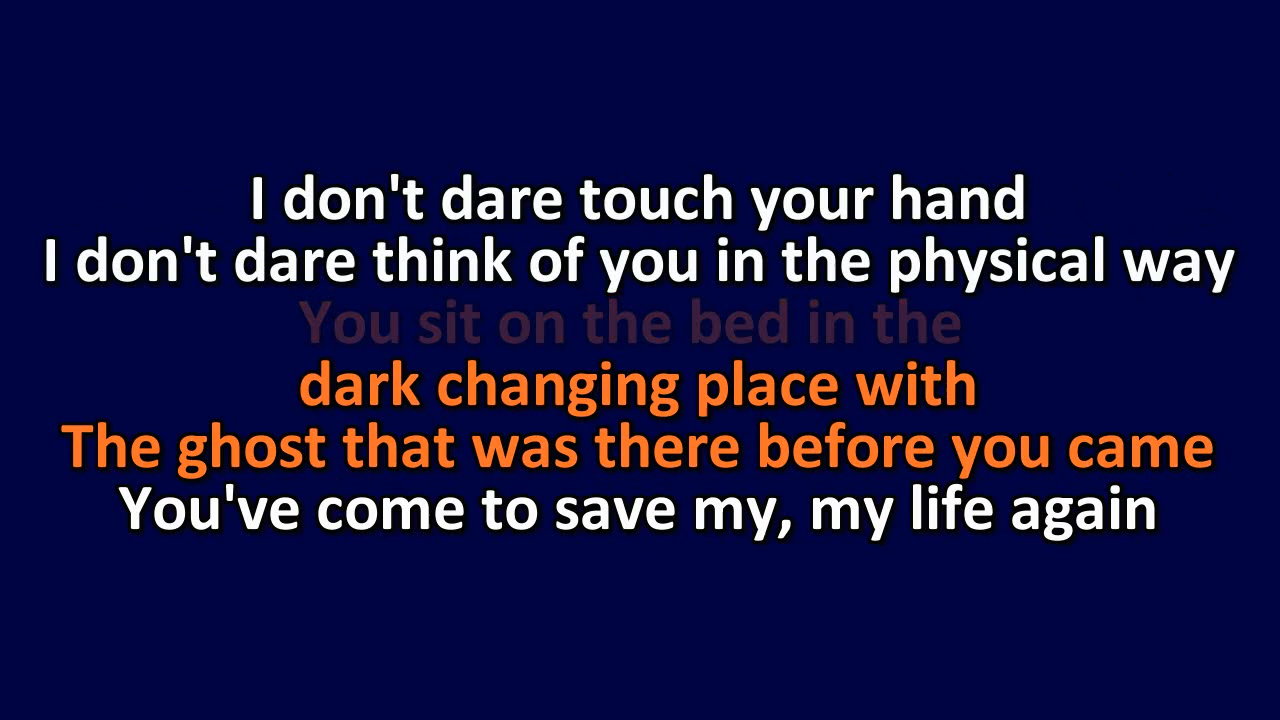 I don't dare touch your hand
I don't dare think of you in the physical way
You sit on the bed in the
dark changing place with
The ghost that was there before you came
You've come to save my, my life again